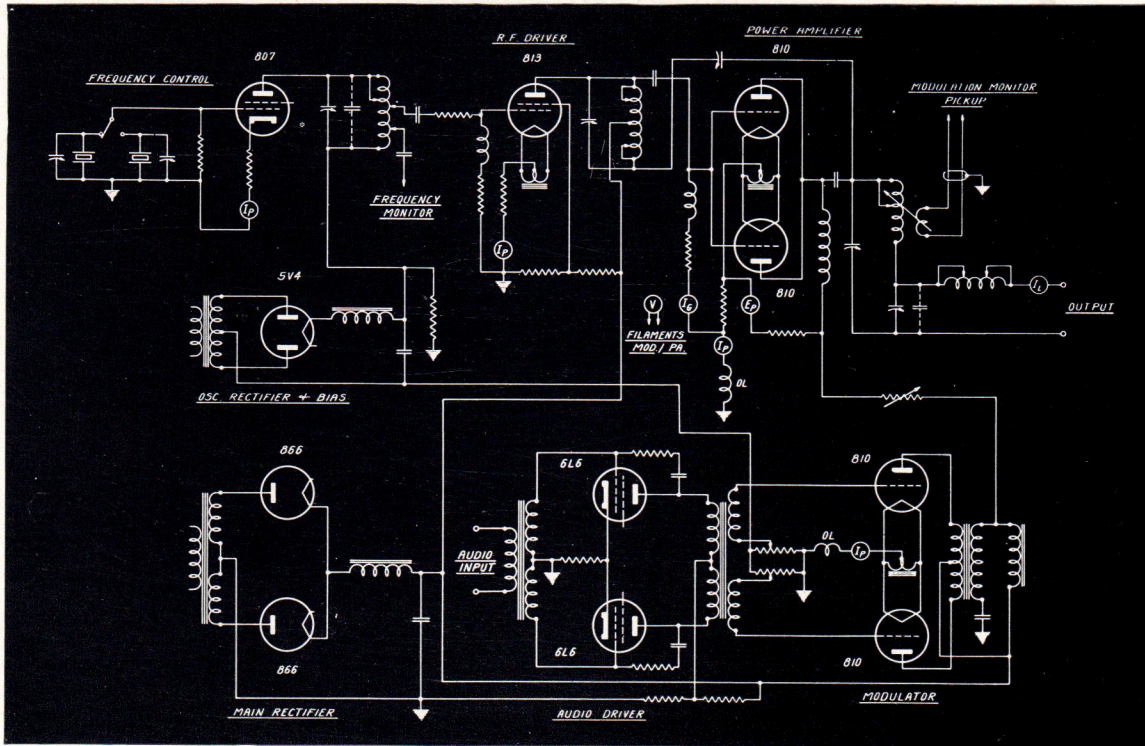 POWER AMPLIFIER
R.F. DRIVER
810
807
813
FREQUENCY CONTROL
MODULATION MONITOR
PICKUP
IP
FREQUENCY
MONITOR
IP
5V4
810
V
IG
EP
IL
OUTPUT
FILAMENTS
MOD./PA.
IP
OL
OSC. RECTIFIER & BIAS
866
6L6
810
AUDIO
INPUT
OL
IP
866
6L6
810
MAIN RECTIFIER
AUDIO DRIVER
MODULATOR